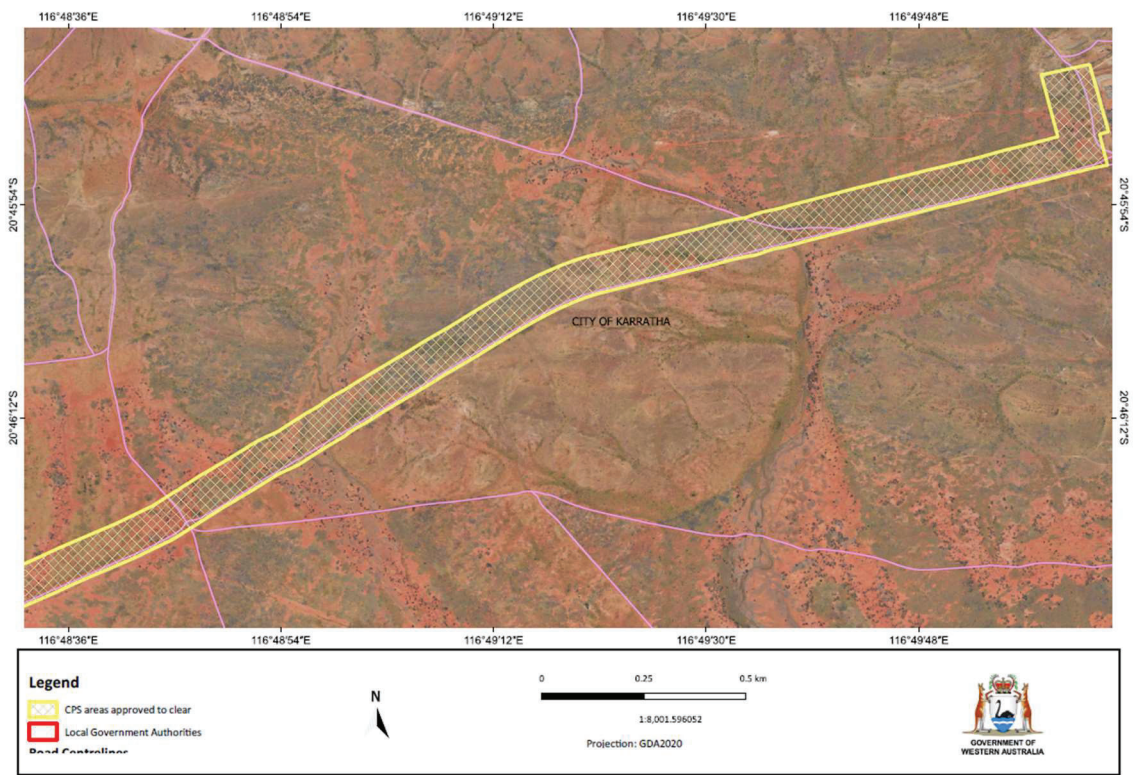 116°48'36"E 116°48'54"E 116°49'12"E 116°49'30"E 116°49'48"E
20°45'54"S 20°45'54"S
CITY OF KARRATHA
20°46'12"S 20°46'12"S
116°48'36"E 116°48'54"E 116°49'12"E 116°49'30"E 116°49'48"E
Legend
CPS areas approved to clear
Local Government Authorities
Road Centrelines
N
0 0.25 0.5 km
1:8,001.596052
Projection: GDA2020
GOVERNMENT OF
WESTERN AUSTRALIA